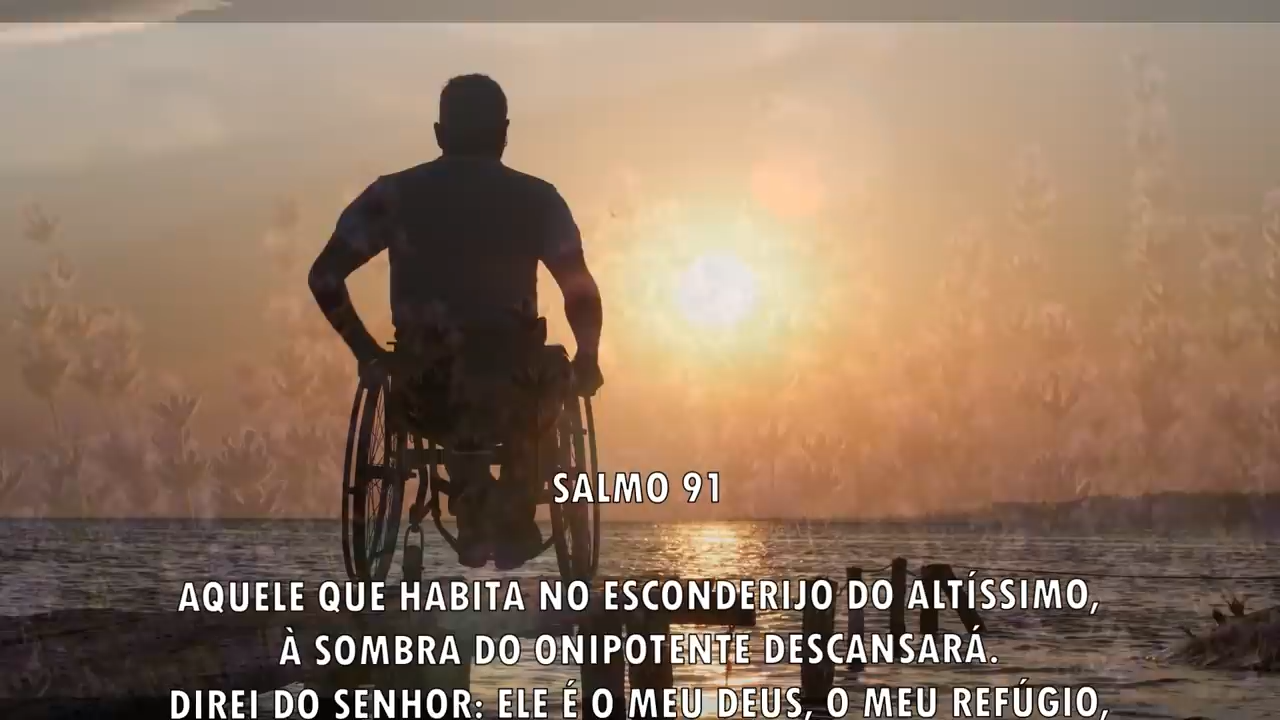 SALMO 91
AQUELE QUE HABITA NO ESCONDERIJO DO ALTÍSSIMO,
À SOMBRA DO ONIPOTENTE DESCANSARÁ.
DIREI DO SENHOR: ELE É O MEU DEUS, O MEU REFÚGIO,